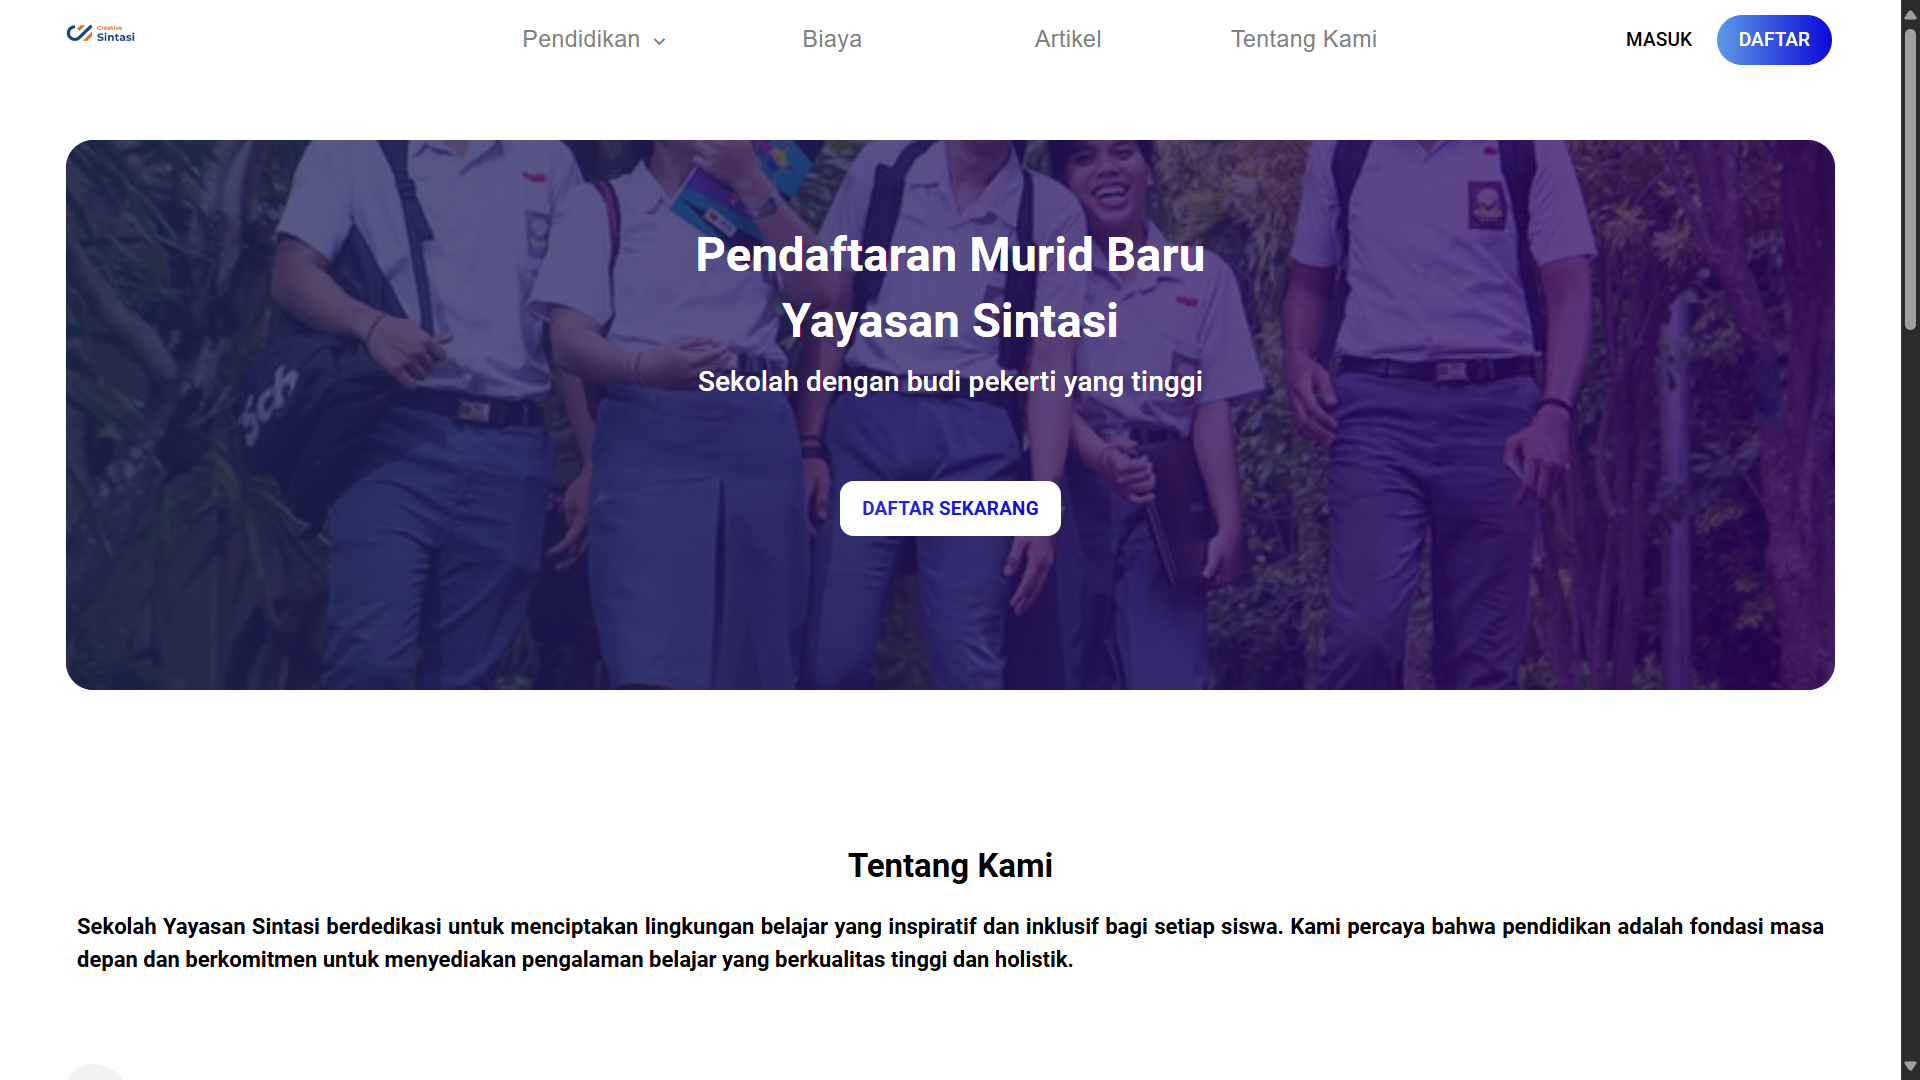 Creative
Sintasi
Pendidikan
Biaya
Artikel
Tentang Kami
MASUK
DAFTAR
Pendaftaran Murid Baru
Yayasan Sintasi
Sekolah dengan budi pekerti yang tinggi
sch
DAFTAR SEKARANG
Tentang Kami
Sekolah Yayasan Sintasi berdedikasi untuk menciptakan lingkungan belajar yang inspiratif dan inklusif bagi setiap siswa. Kami percaya bahwa pendidikan adalah fondasi masa
depan dan berkomitmen untuk menyediakan pengalaman belajar yang berkualitas tinggi dan holistik.